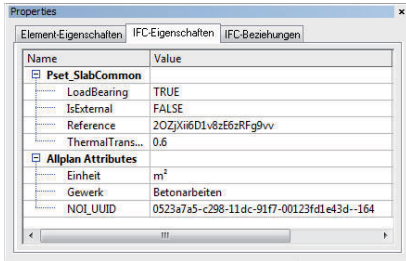 Properties
Element-Eigenschaften IFC-Eigenschaften IFC-Beziehungen
Name Value
Pset_SlabCommon
LoadBearing TRUE
IsExternal FALSE
Reference 2OZjXii6D1v8zE6zRFg9vv
ThermalTrans... 0.6
Allplan Attributes
Einheit m²
Gewerk Betonarbeiten
NOI_UUID 0523a7a5-c298-11dc-91f7-00123fd1e43d--164